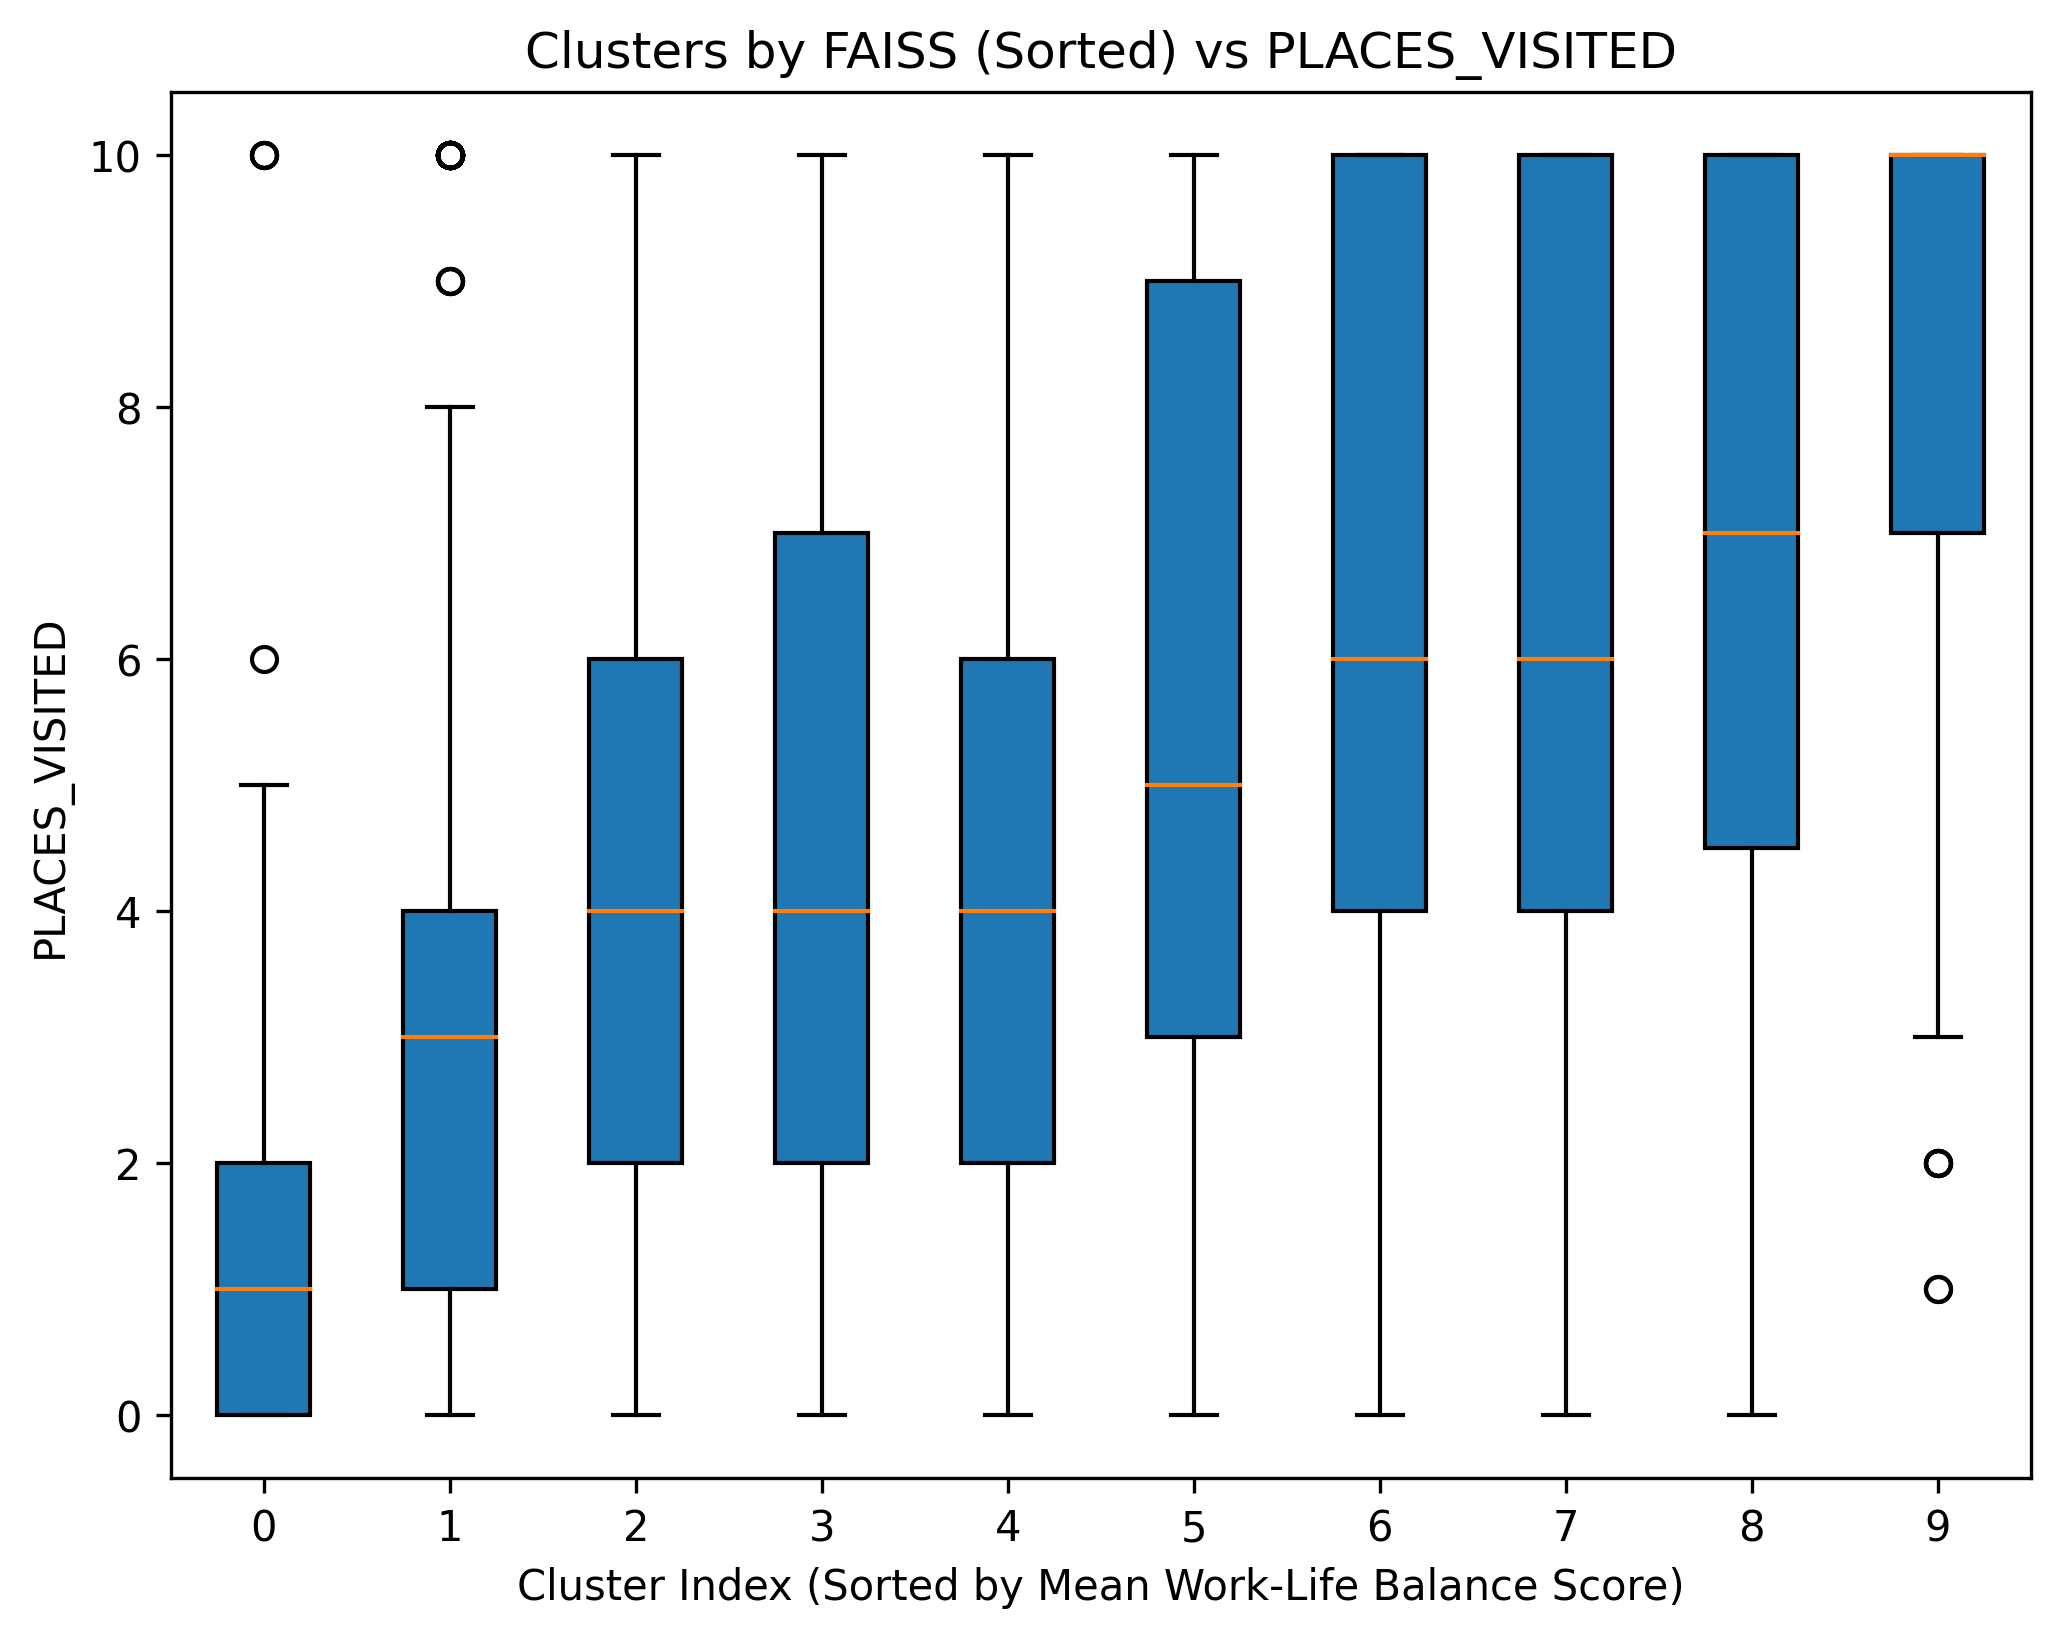 Clusters by FAISS (Sorted) vs PLACES_VISITED
10
8
6
4
2
0
PLACES_VISITED
0 1 2 3 4 5 6 7 8 9
Cluster Index (Sorted by Mean Work-Life Balance Score)